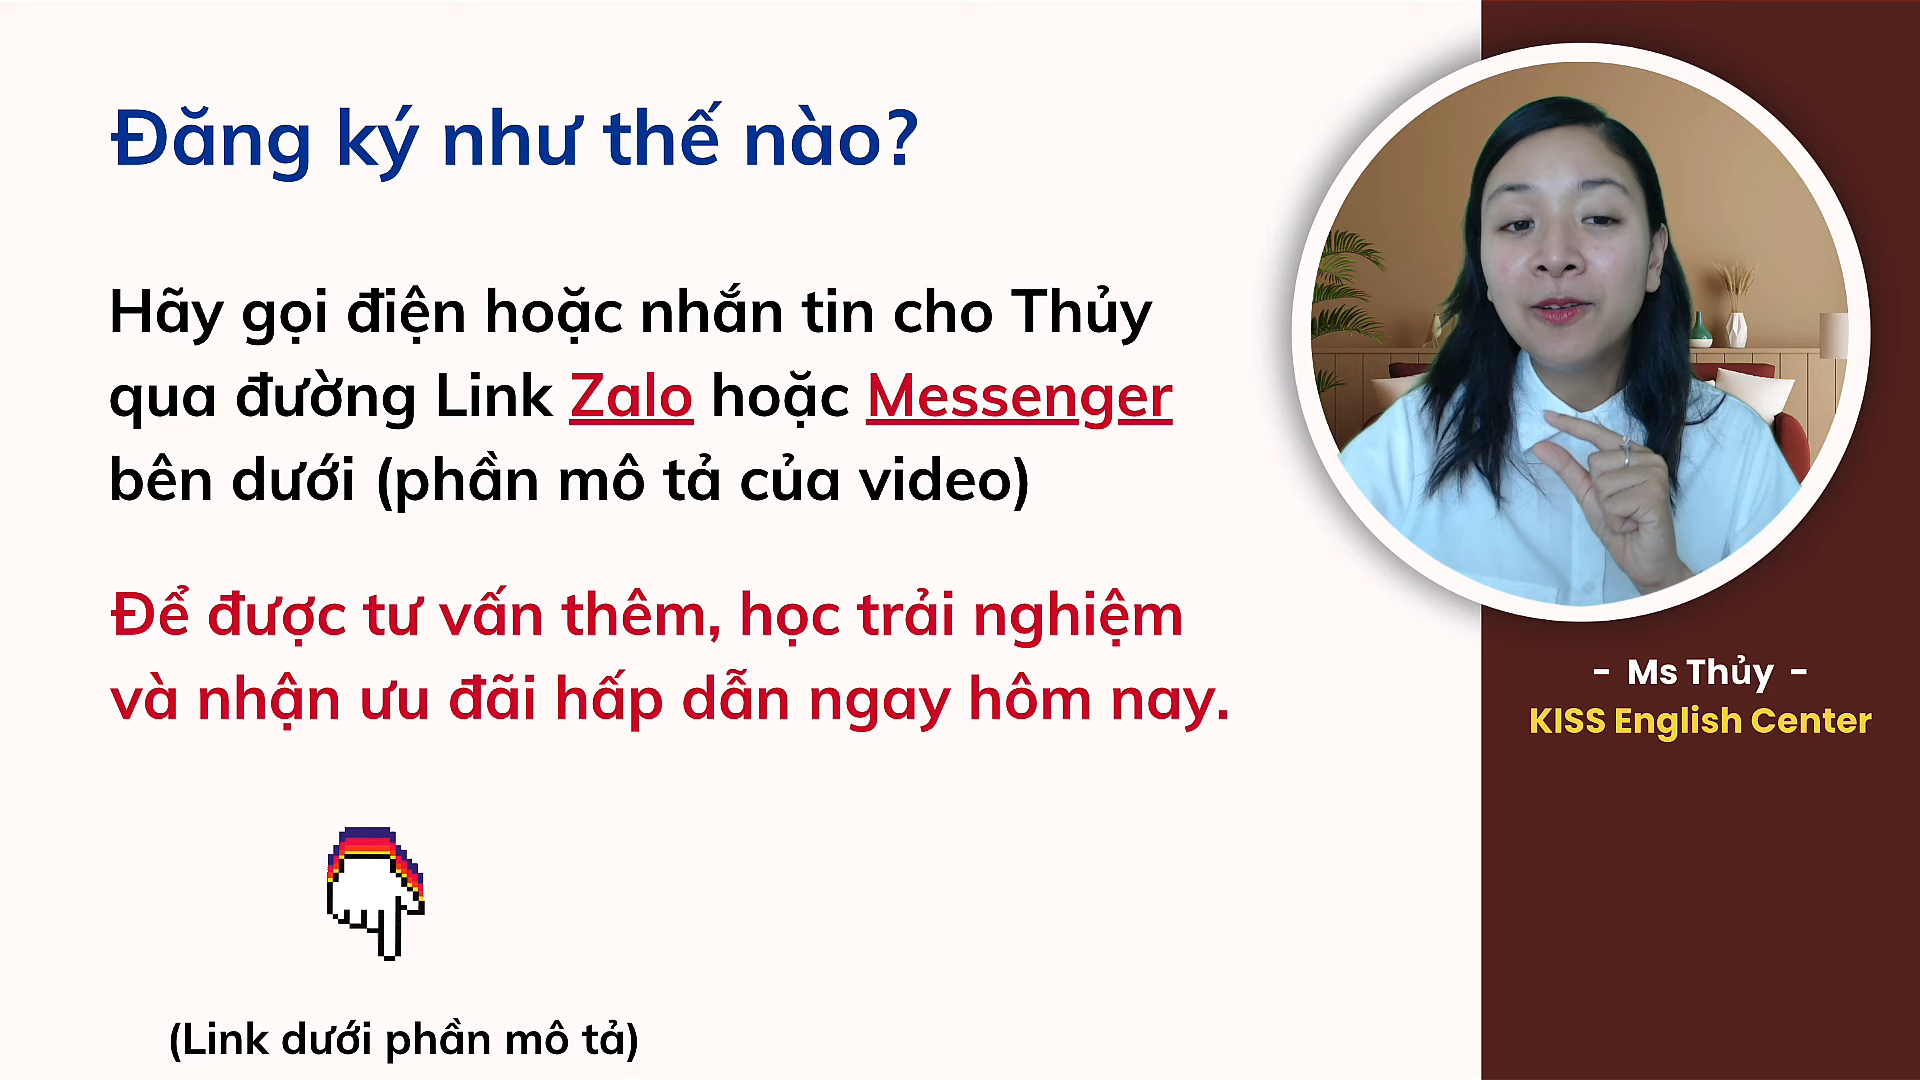 Đăng ký như thế nào?
Hãy gọi điện hoặc nhắn tin cho Thủy
qua đường Link Zalo hoặc Messenger
bên dưới (phần mô tả của video)
Để được tư vấn thêm, học trải nghiệm
và nhận ưu đãi hấp dẫn ngay hôm nay.
(Link dưới phần mô tả)
- Ms Thủy -
KISS English Center